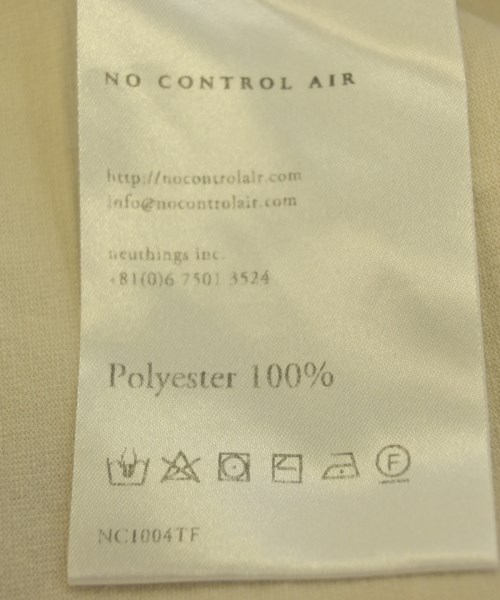 NO CONTROL AIR
http://nocontrolair.com
info@nocontrolair.com
neuthings inc.
+81(0)6 7501 3524
Polyester 100%
F
NC1004TF